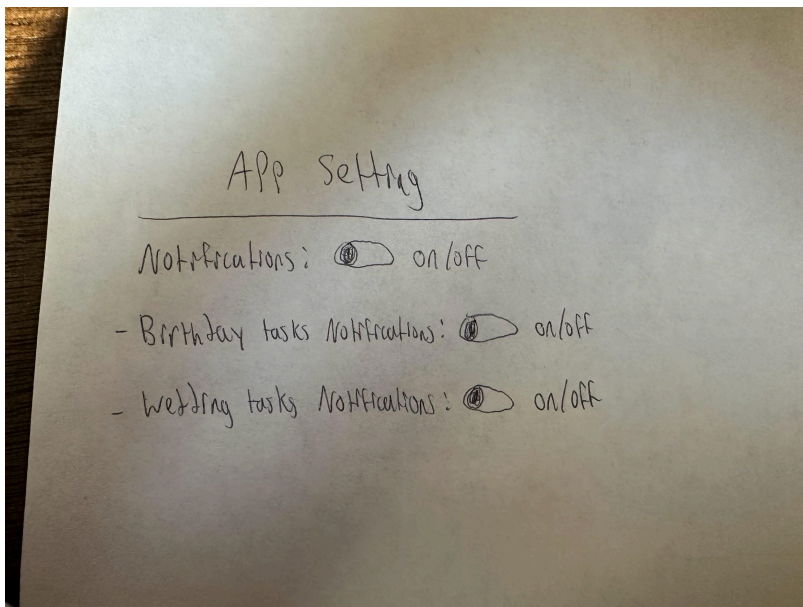 App Setting
Notifications: on/off
- Birthday tasks Notifications: on/off
- Wedding tasks Notifications: on/off